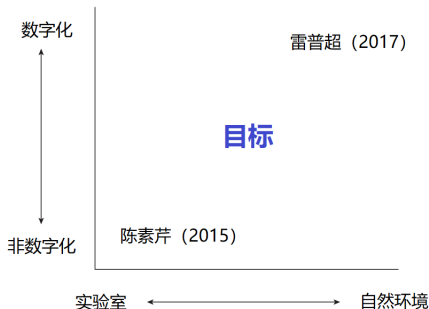 数字化
雷普超（2017）
目标
陈素芹（2015）
非数字化
实验室
自然环境